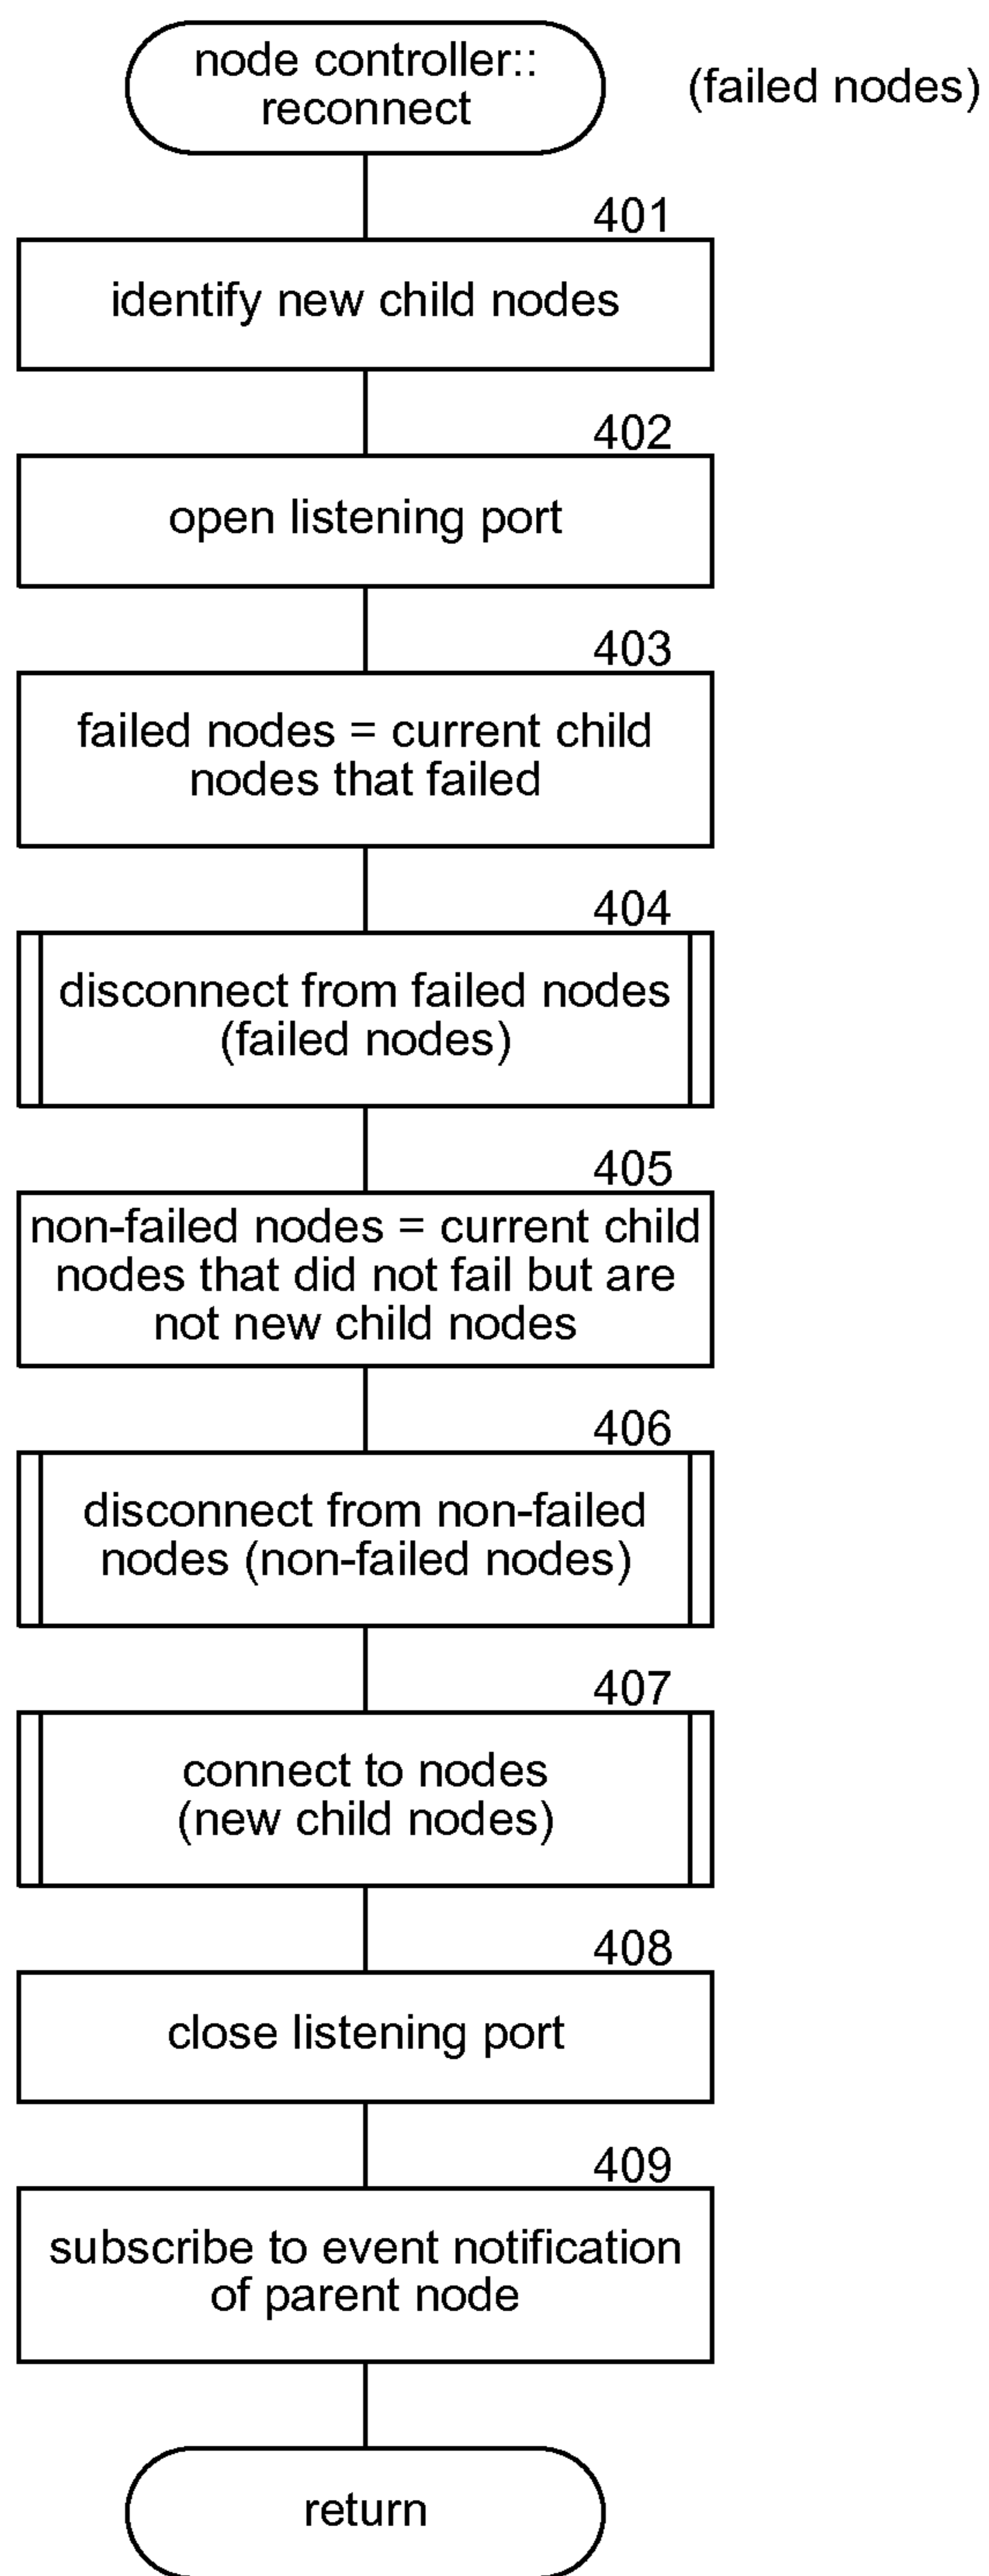 node controller::
reconnect
(failed nodes)
401
identify new child nodes
402
open listening port
403
failed nodes = current child
nodes that failed
404
disconnect from failed nodes
(failed nodes)
405
non-failed nodes = current child
nodes that did not fail but are
not new child nodes
406
disconnect from non-failed
nodes (non-failed nodes)
407
connect to nodes
(new child nodes)
408
close listening port
409
subscribe to event notification
of parent node
return